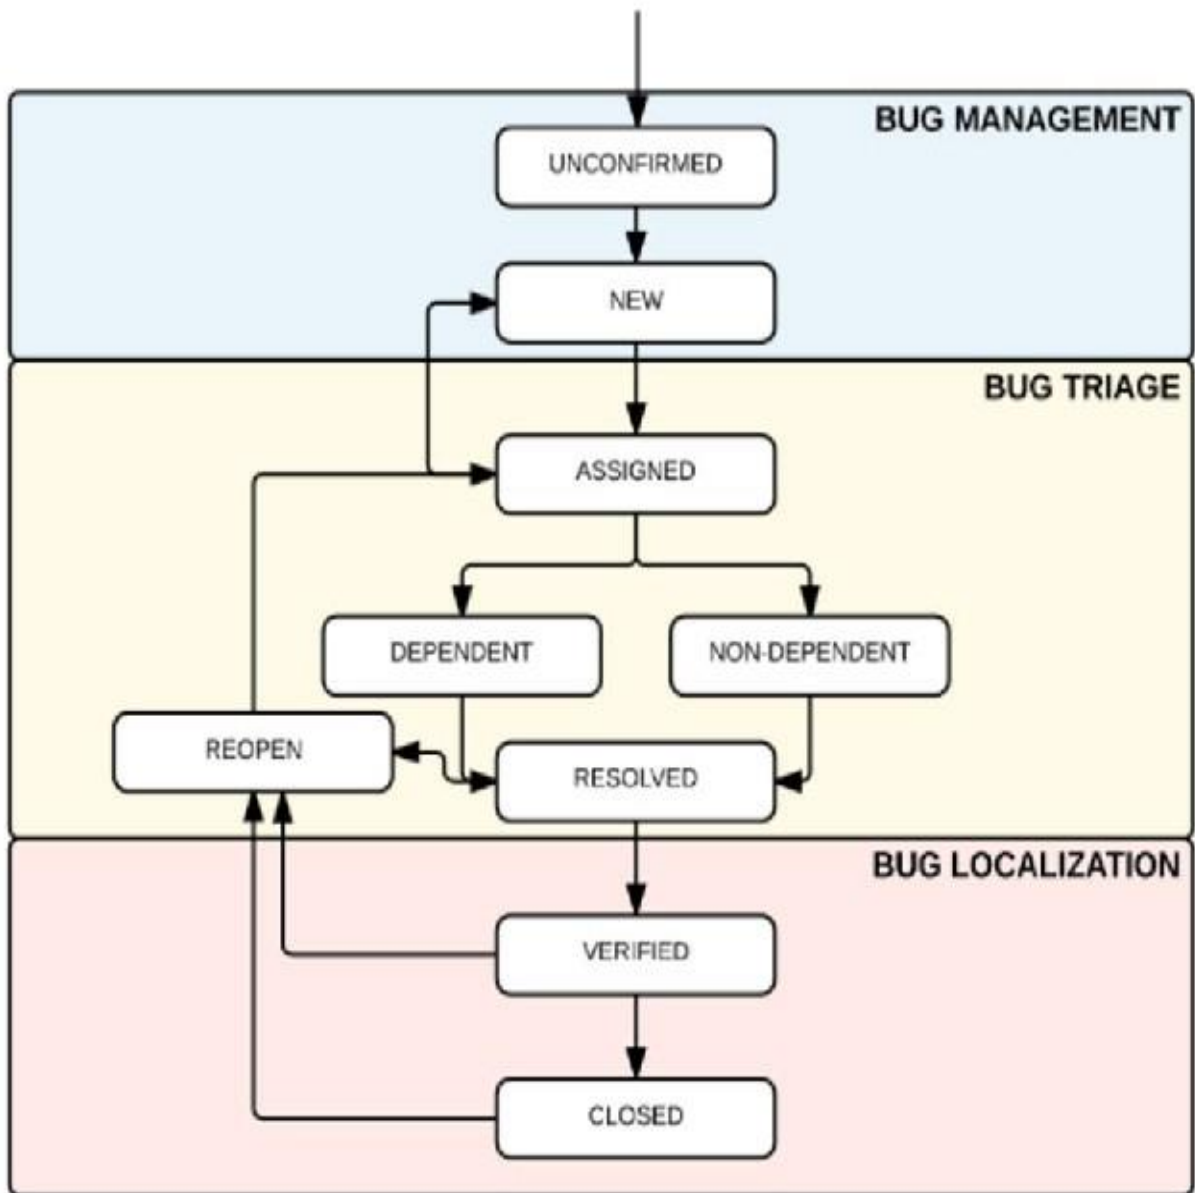 BUG MANAGEMENT
UNCONFIRMED
NEW
BUG TRIAGE
ASSIGNED
DEPENDENT
NON-DEPENDENT
REOPEN
RESOLVED
BUG LOCALIZATION
VERIFIED
CLOSED